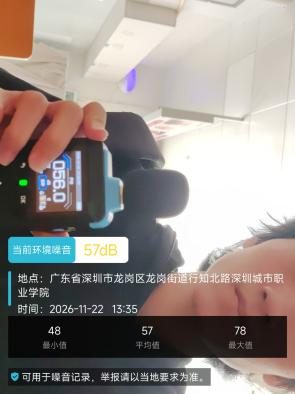 056.0
当前环境噪音 57dB
地点：广东省深圳市龙岗区龙岗街道行知北路深圳城市职
业学院
时间：2026-11-22 13:35
48 57 78
最小值 平均值 最大值
可用于噪音记录，举报请以当地要求为准。